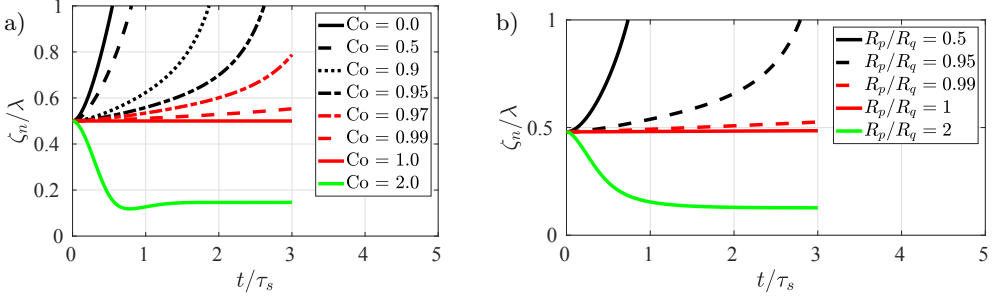 a)
1
0.8
0.6
0.4
0.2
0
ζn/λ
0 1 2 3 4 5
t/τs
Co = 0.0
Co = 0.5
Co = 0.9
Co = 0.95
Co = 0.97
Co = 0.99
Co = 1.0
Co = 2.0
b)
1
0.5
0
ζn/λ
0 1 2 3 4 5
t/τs
Rp/Rq = 0.5
Rp/Rq = 0.95
Rp/Rq = 0.99
Rp/Rq = 1
Rp/Rq = 2